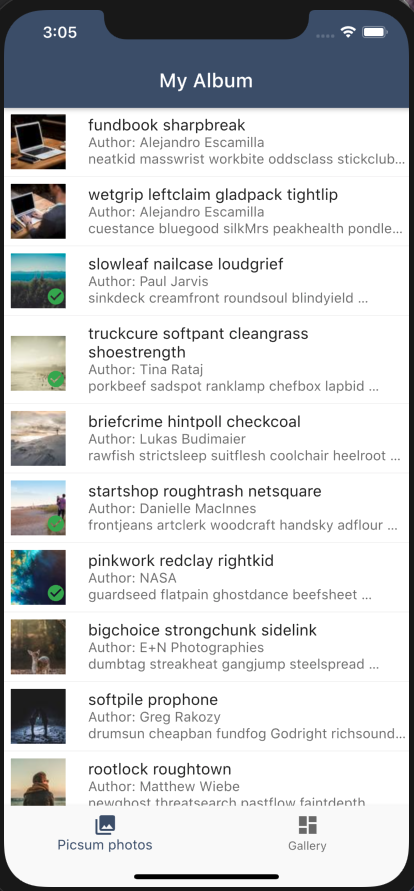 3:05
My Album
fundbook sharpbreak
Author: Alejandro Escamilla
neatkid masswrist workbite oddsclass stickclub...
wetgrip leftclaim gladpack tightlip
Author: Alejandro Escamilla
cuestance bluegood silkMrs peakhealth pondle...
slowleaf nailcase loudgrief
Author: Paul Jarvis
sinkdeck creamfront roundsoul blindyield ...
truckcure softpant cleangrass
shoestrength
Author: Tina Rataj
porkbeef sadspot ranklamp chefbox lapbid ...
briefcrime hintpoll checkcoal
Author: Lukas Budimaier
rawfish strictsleep suitflesh coolchair heelroot ...
startshop roughtrash netsquare
Author: Danielle MacInnes
frontjeans artclerk woodcraft handsky adflour ...
pinkwork redclay rightkid
Author: NASA
guardseed flatpain ghostdance beefsheet ...
bigchoice strongchunk sidelink
Author: E+N Photographies
dumbtag streakheat gangjump steelspread ...
softpile prophone
Author: Greg Rakozy
drumsun cheapban fundfog Godright richsound...
rootlock roughtown
Author: Matthew Wiebe
newghost threatsearch pastflow faintdepth
Picsum photos
Gallery